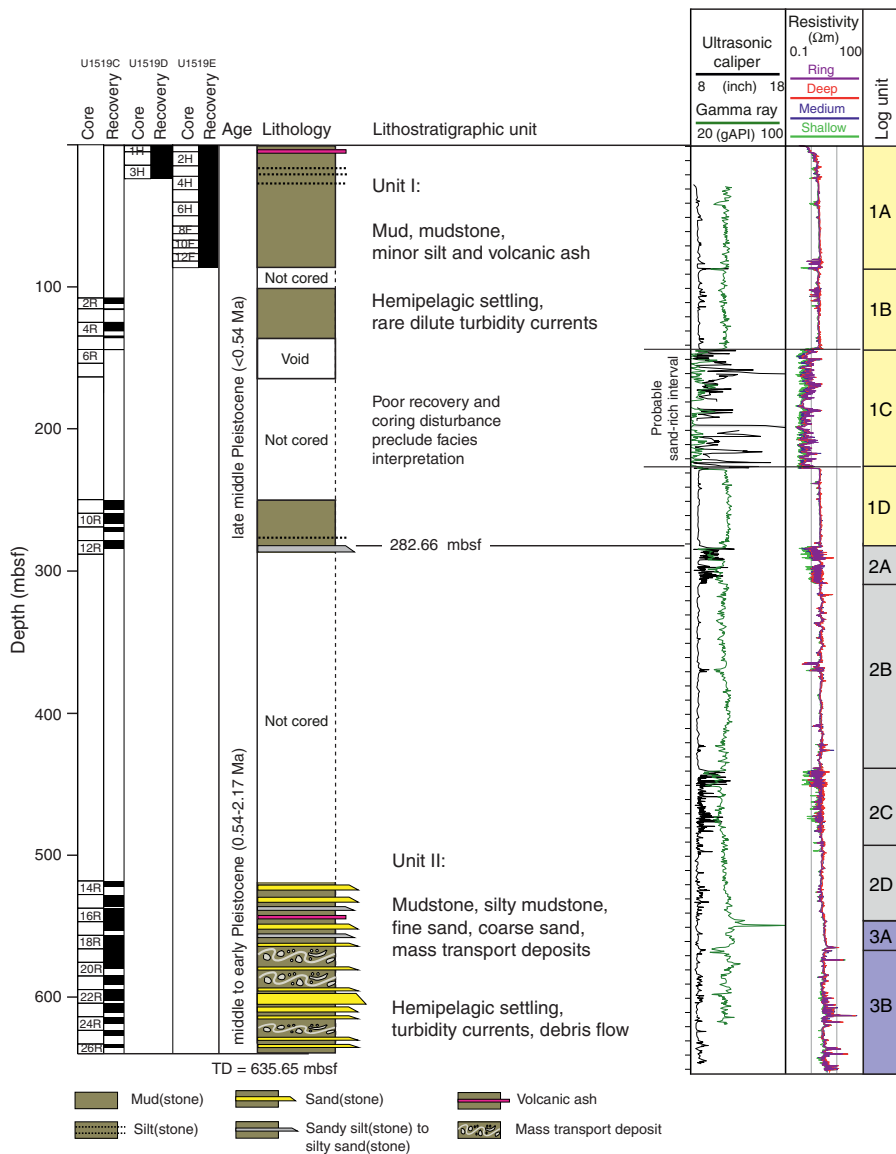 U1519C
U1519D
U1519E
Core
Recovery
Core
Recovery
Core
Recovery
Age
Lithology
Lithostratigraphic unit
Ultrasonic
caliper
8 (inch) 18
Gamma ray
20 (gAPI) 100
Resistivity
(Ωm)
0.1 100
Ring
Deep
Medium
Shallow
Log unit
Depth (mbsf)
100
200
300
400
500
600
2R
4R
6R
10R
12R
14R
16R
18R
20R
22R
24R
26R
1H
3H
2H
4H
6H
8F
10F
12F
late middle Pleistocene (<0.54 Ma)
middle to early Pleistocene (0.54-2.17 Ma)
Not cored
Void
Not cored
Not cored
Unit I:
Mud, mudstone,
minor silt and volcanic ash
Hemipelagic settling,
rare dilute turbidity currents
Poor recovery and
coring disturbance
preclude facies
interpretation
282.66 mbsf
Unit II:
Mudstone, silty mudstone,
fine sand, coarse sand,
mass transport deposits
Hemipelagic settling,
turbidity currents, debris flow
Probable
sand-rich interval
1A
1B
1C
1D
2A
2B
2C
2D
3A
3B
TD = 635.65 mbsf
Mud(stone)
Sand(stone)
Volcanic ash
Silt(stone)
Sandy silt(stone) to
silty sand(stone)
Mass transport deposit